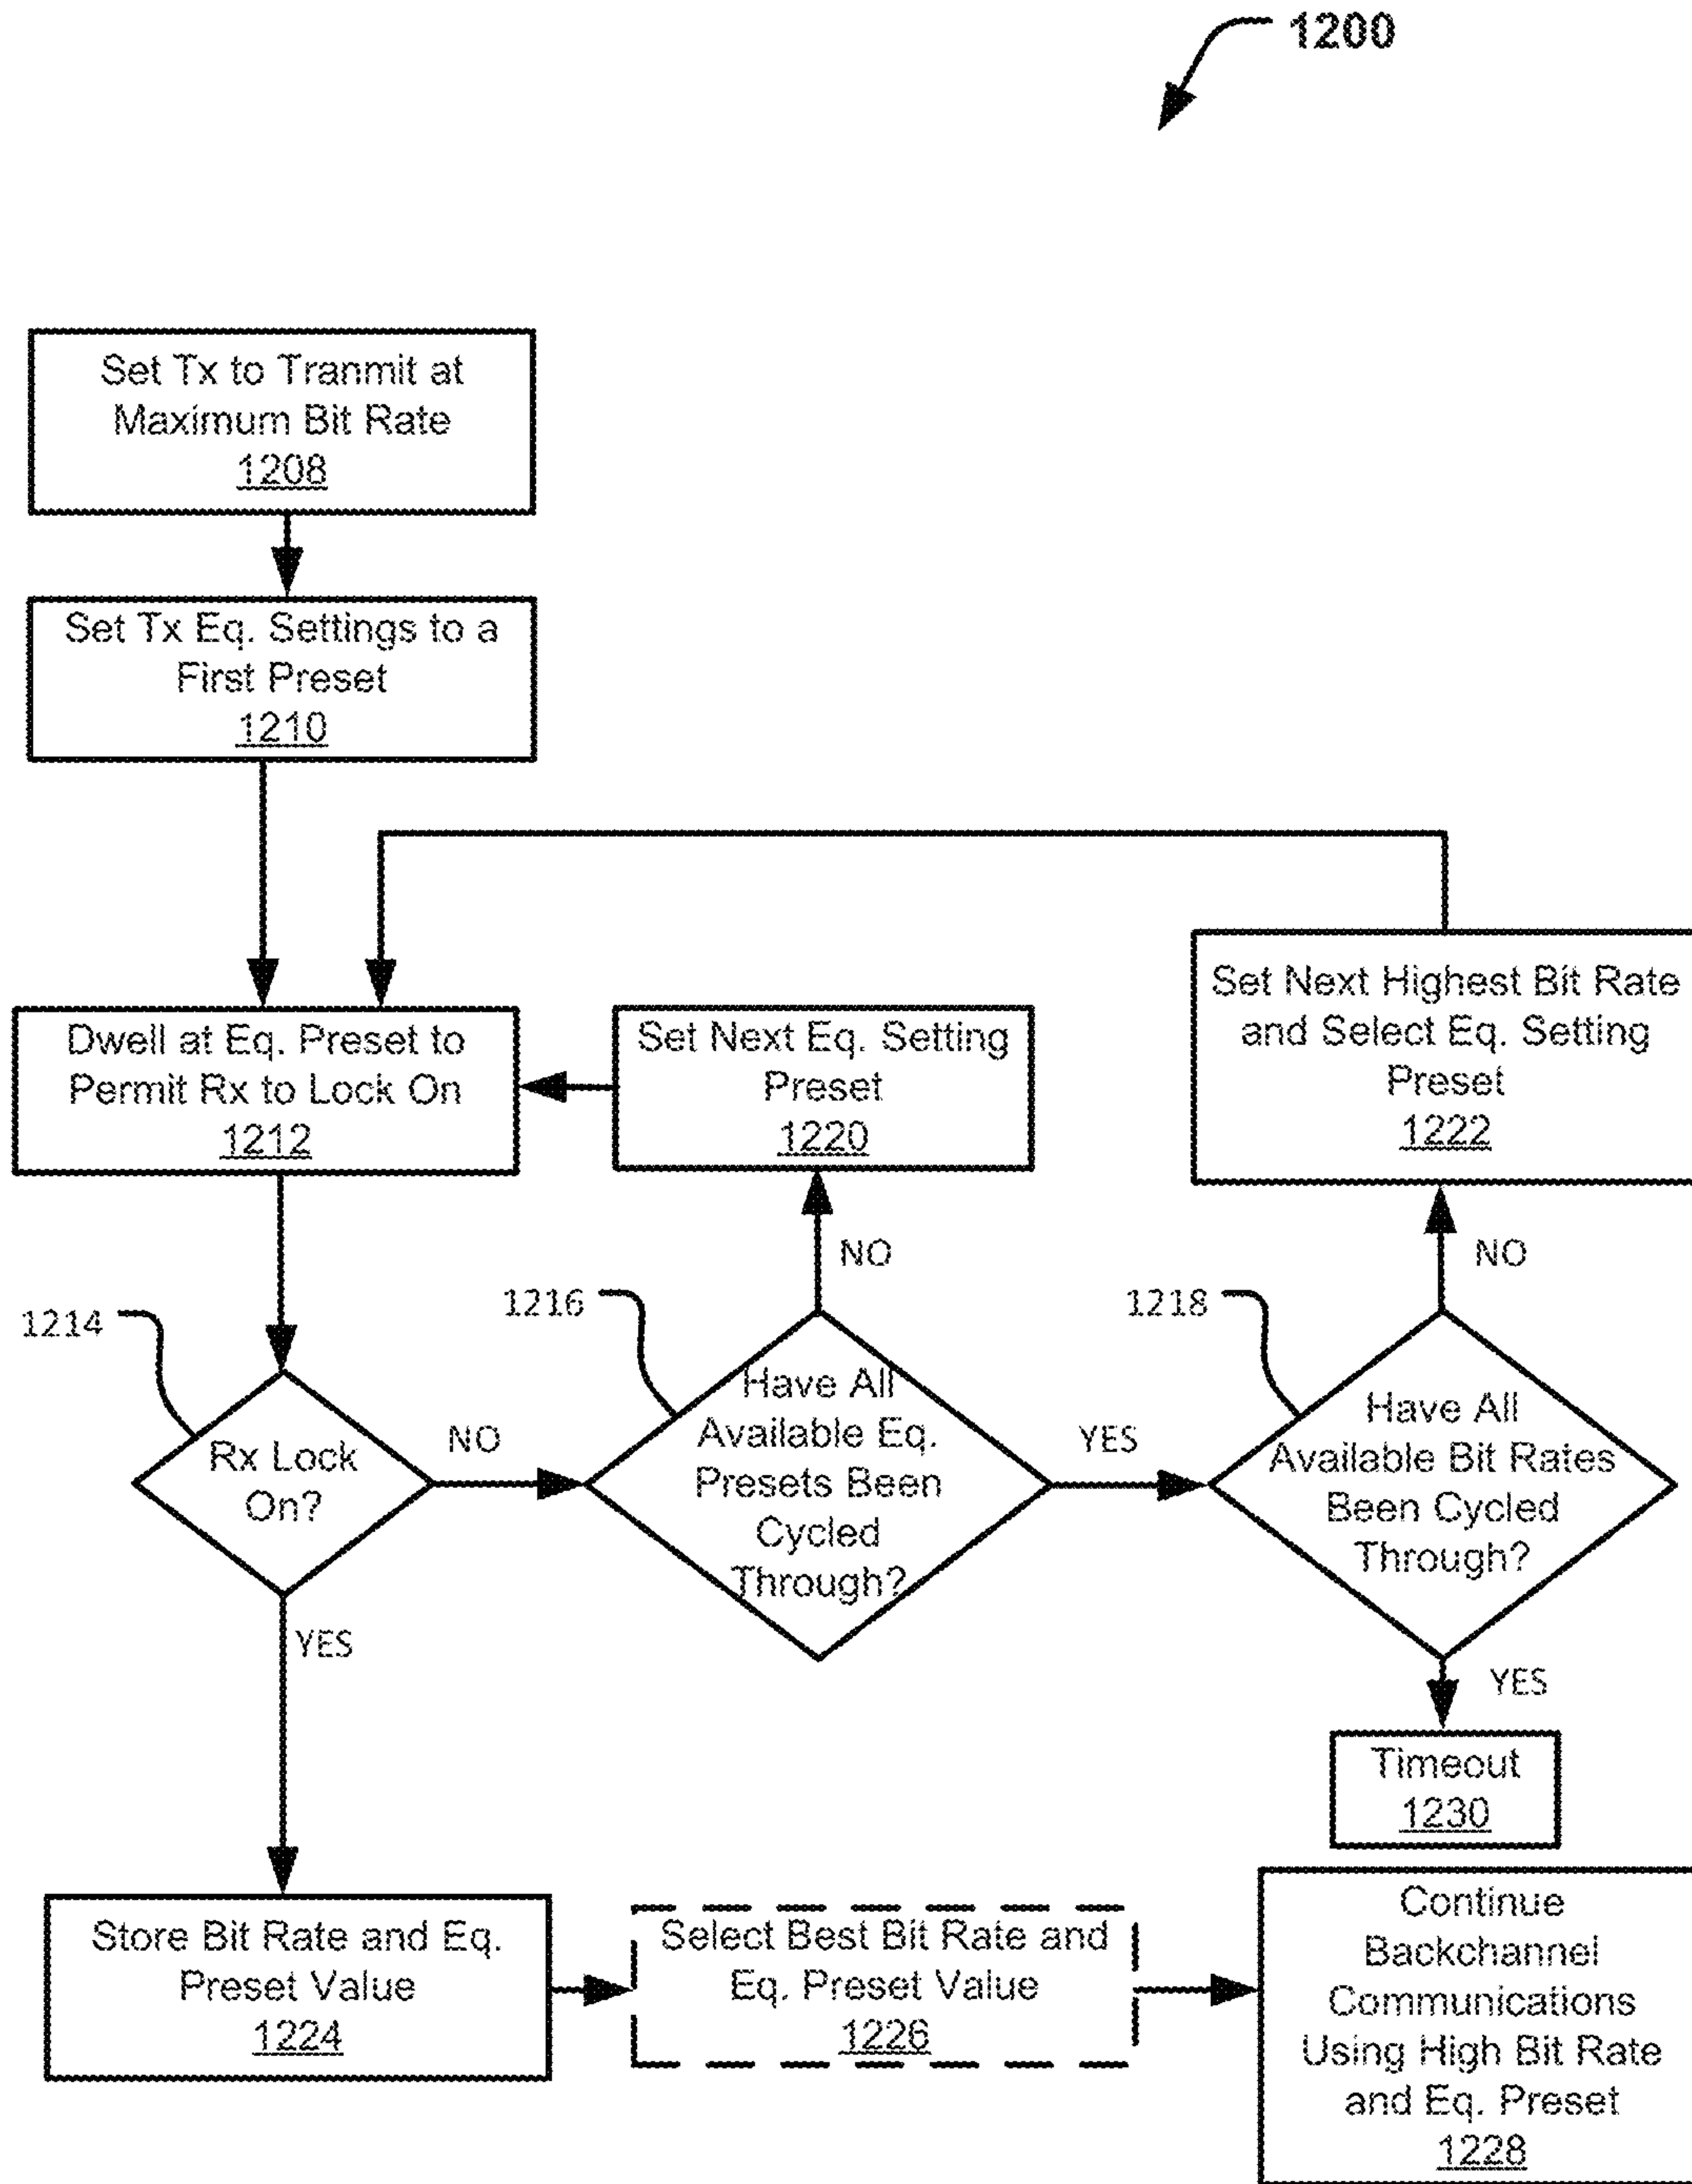 1200
Set Tx to Tranmit at
Maximum Bit Rate
1208
Set Tx Eq. Settings to a
First Preset
1210
Dwell at Eq. Preset to
Permit Rx to Lock On
1212
Set Next Eq. Setting
Preset
1220
Set Next Highest Bit Rate
and Select Eq. Setting
Preset
1222
NO
NO
1214
1216
1218
Rx Lock
On?
NO
Have All
Available Eq.
Presets Been
Cycled
Through?
YES
Have All
Available Bit Rates
Been Cycled
Through?
YES
YES
Timeout
1230
Store Bit Rate and Eq.
Preset Value
1224
Select Best Bit Rate and
Eq. Preset Value
1226
Continue
Backchannel
Communications
Using High Bit Rate
and Eq. Preset
1228